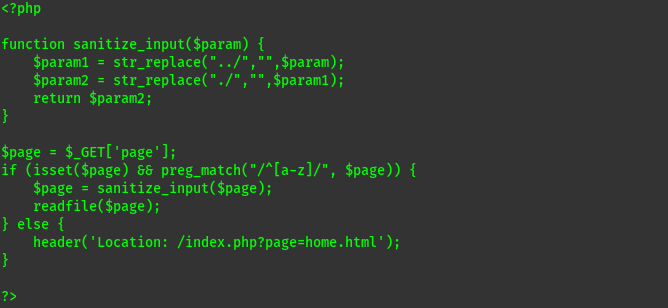 <?php
function sanitize_input($param) {
    $param1 = str_replace("../","",$param);
    $param2 = str_replace("./","",$param1);
    return $param2;
}
$page = $_GET['page'];
if (isset($page) && preg_match("/^[a-z]/", $page)) {
    $page = sanitize_input($page);
    readfile($page);
} else {
    header('Location: /index.php?page=home.html');
}
?>